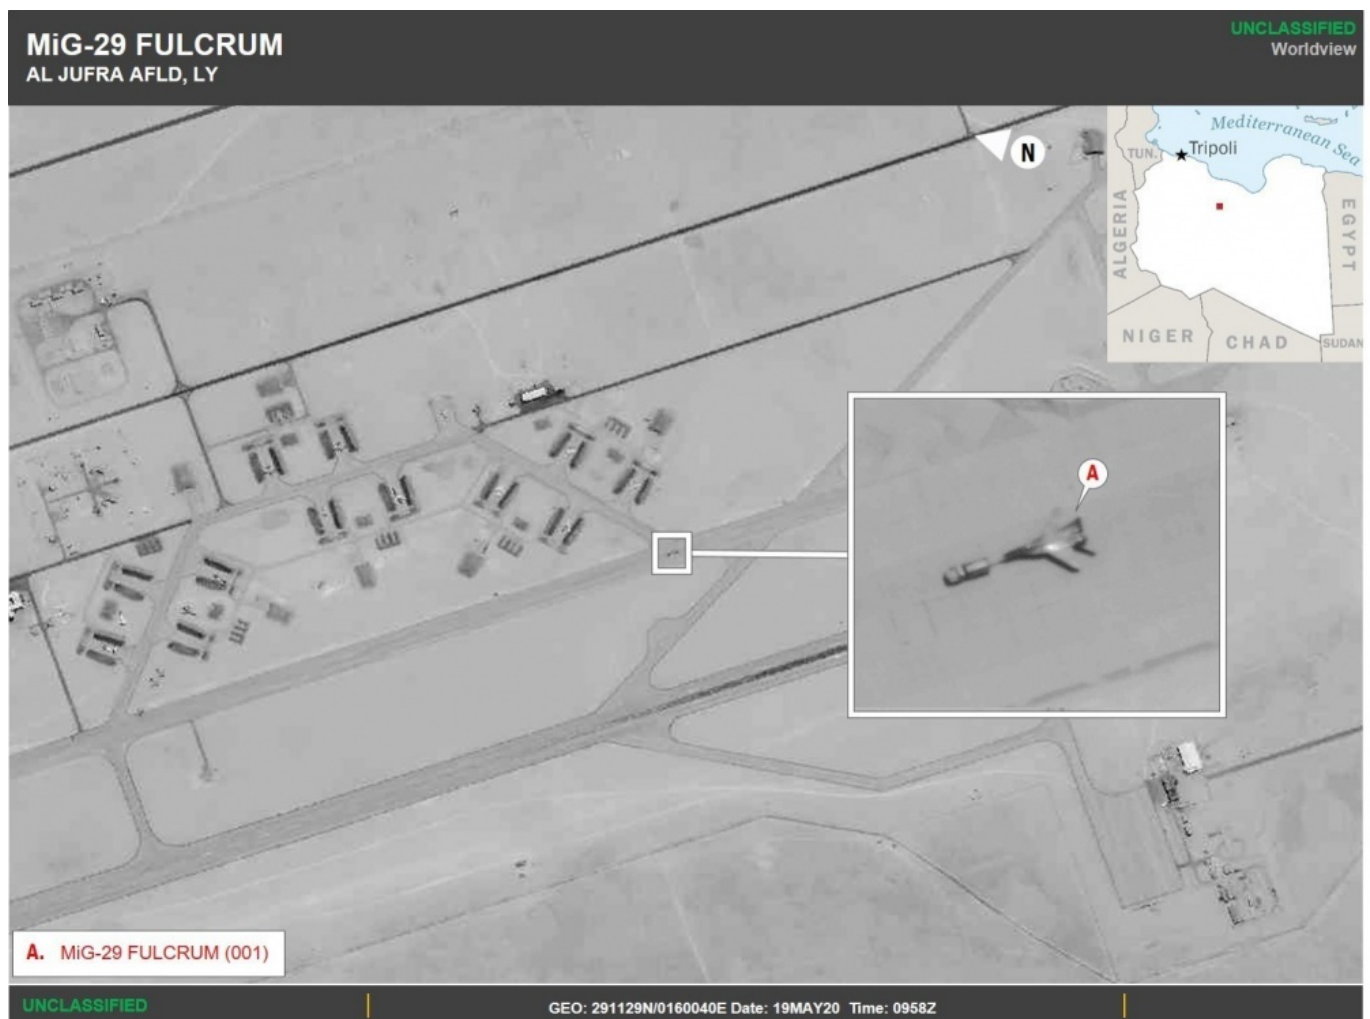 MiG-29 FULCRUM
AL JUFRA AFLD, LY
UNCLASSIFIED
Worldview
N
Mediterranean Sea
TUN.
Tripoli
ALGERIA
EGYPT
NIGER
CHAD
SUDAN
A
A. MiG-29 FULCRUM (001)
UNCLASSIFIED
GEO: 291129N/0160040E Date: 19MAY20 Time: 0958Z